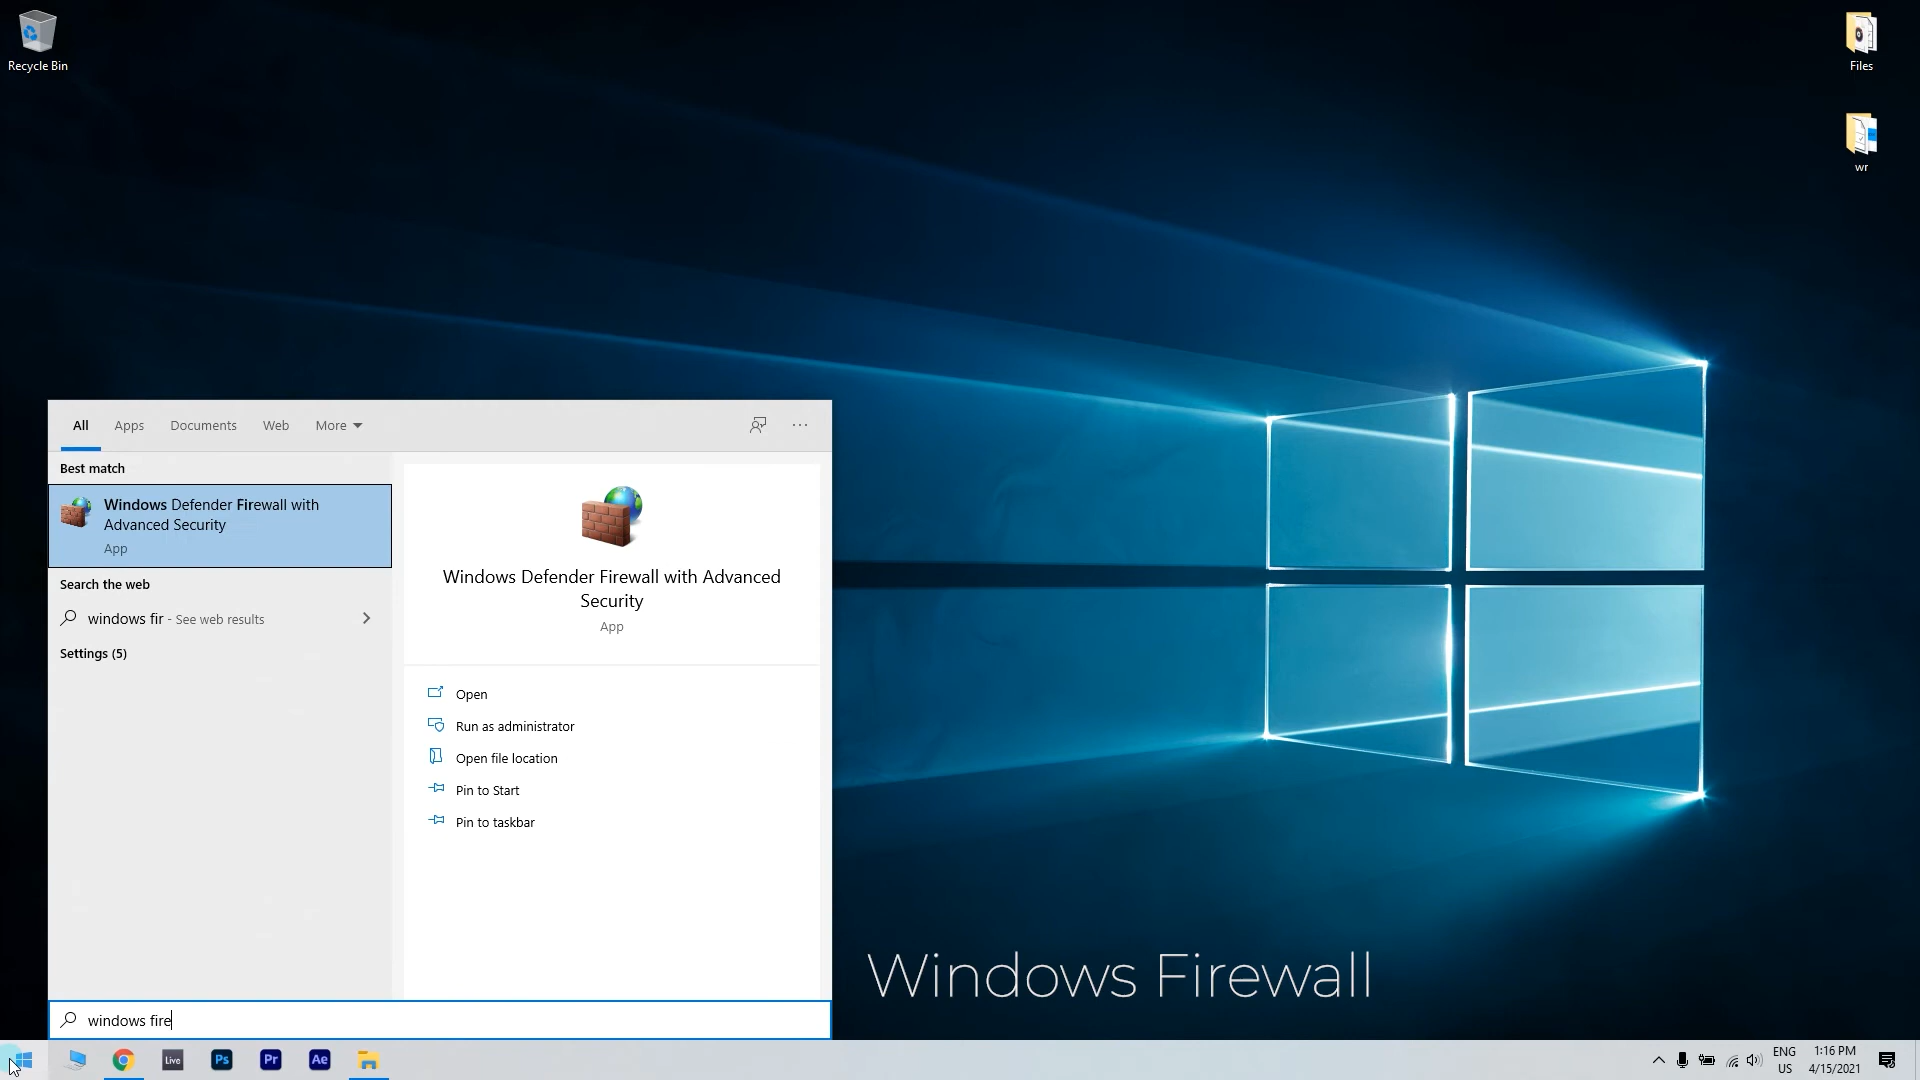 Recycle Bin
Files
wr
All
Apps
Documents
Web
More
Best match
Windows Defender Firewall with
Advanced Security
App
Search the web
windows fir - See web results
Settings (5)
Windows Defender Firewall with Advanced
Security
App
Open
Run as administrator
Open file location
Pin to Start
Pin to taskbar
Windows Firewall
windows fire
Live
Ps
Pr
Ae
ENG
US
1:16 PM
4/15/2021